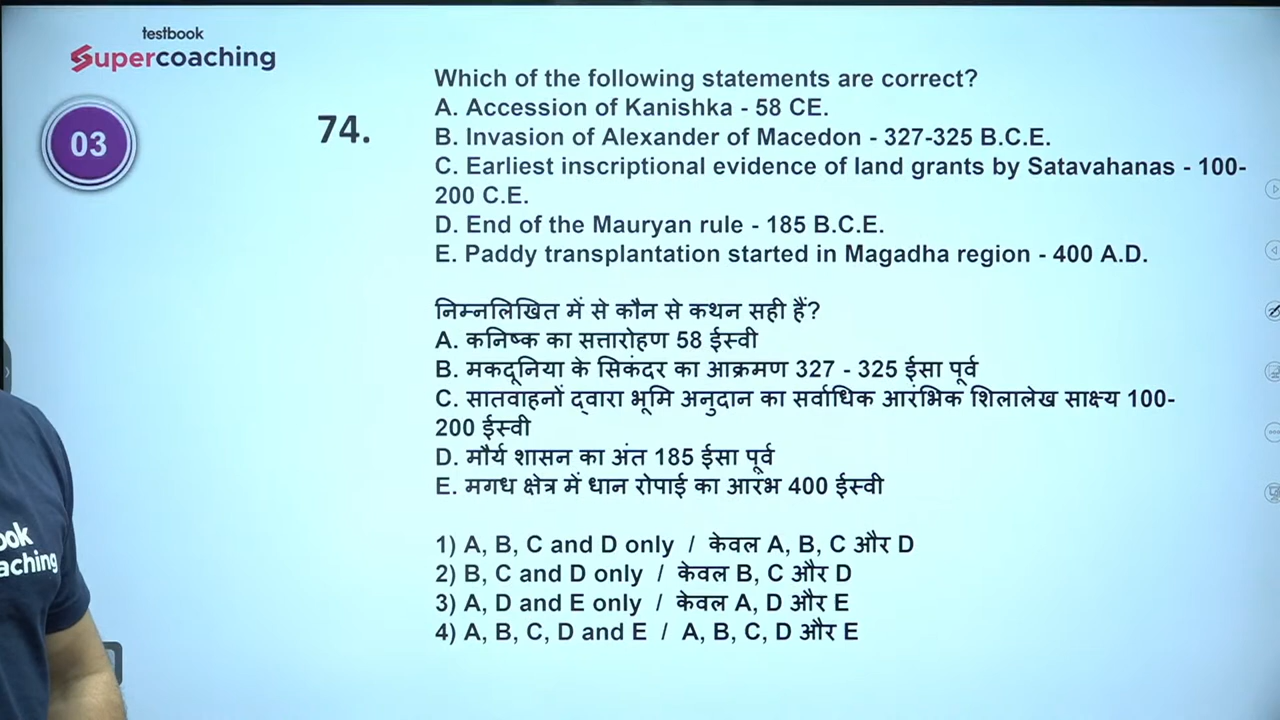 testbook
Supercoaching
03
74.
Which of the following statements are correct?
A. Accession of Kanishka - 58 CE.
B. Invasion of Alexander of Macedon - 327-325 B.C.E.
C. Earliest inscriptional evidence of land grants by Satavahanas - 100-
200 C.E.
D. End of the Mauryan rule - 185 B.C.E.
E. Paddy transplantation started in Magadha region - 400 A.D.
निम्नलिखित में से कौन से कथन सही हैं?
A. कनिष्क का सत्तारोहण 58 ईस्वी
B. मकदूनिया के सिकंदर का आक्रमण 327 - 325 ईसा पूर्व
C. सातवाहनों द्वारा भूमि अनुदान का सर्वाधिक आरंभिक शिलालेख साक्ष्य 100-
200 ईस्वी
D. मौर्य शासन का अंत 185 ईसा पूर्व
E. मगध क्षेत्र में धान रोपाई का आरंभ 400 ईस्वी
1) A, B, C and D only / केवल A, B, C और D
2) B, C and D only / केवल B, C और D
3) A, D and E only / केवल A, D और E
4) A, B, C, D and E / A, B, C, D और E
ook
aching